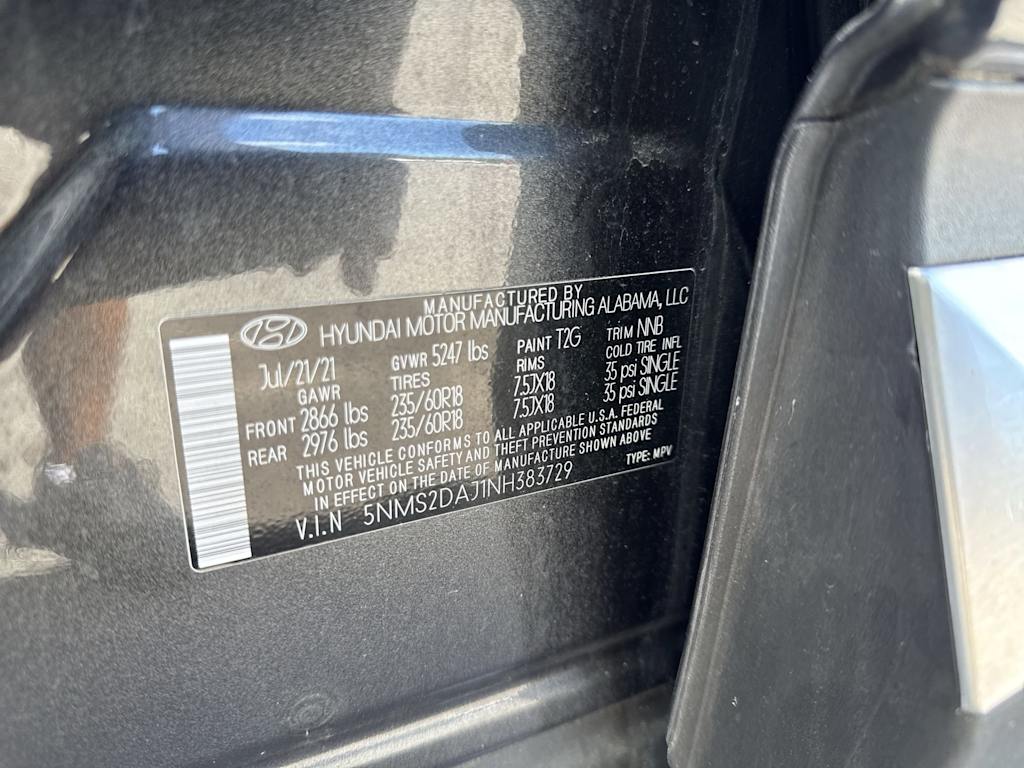 MANUFACTURED BY
HYUNDAI MOTOR MANUFACTURING ALABAMA, LLC
Jul/21/21 GVWR 5247 lbs PAINT T2G TRIM NNB
GAWR TIRES RIMS COLD TIRE INFL
FRONT 2866 lbs 235/60R18 7.5JX18 35 psi SINGLE
REAR 2976 lbs 235/60R18 7.5JX18 35 psi SINGLE
THIS VEHICLE CONFORMS TO ALL APPLICABLE U.S.A. FEDERAL
MOTOR VEHICLE SAFETY AND THEFT PREVENTION STANDARDS
IN EFFECT ON THE DATE OF MANUFACTURE SHOWN ABOVE
V.I.N 5NMS2DAJ1NH383729 TYPE: MPV